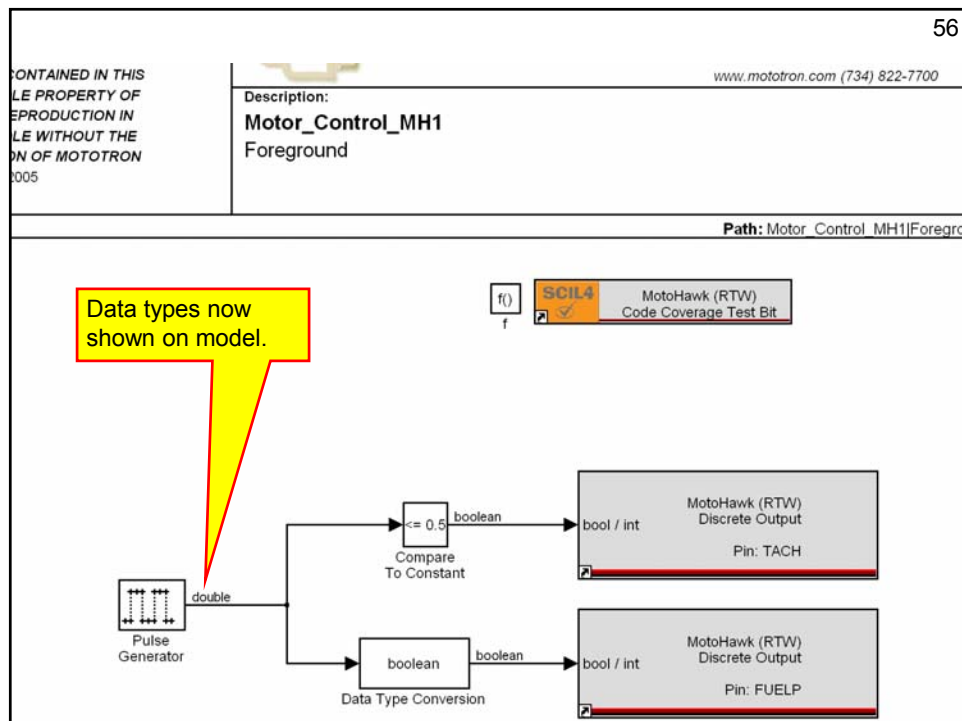 56
CONTAINED IN THIS
LE PROPERTY OF
EPRODUCTION IN
LE WITHOUT THE
ON OF MOTOTRON
2005
www.mototron.com (734) 822-7700
Description:
Motor_Control_MH1
Foreground
Path: Motor_Control_MH1|Foregro
Data types now
shown on model.
f()
f
SCIL4
MotoHawk (RTW)
Code Coverage Test Bit
<= 0.5
boolean
Compare
To Constant
bool / int
MotoHawk (RTW)
Discrete Output
Pin: TACH
double
Pulse
Generator
boolean
boolean
Data Type Conversion
bool / int
MotoHawk (RTW)
Discrete Output
Pin: FUELP